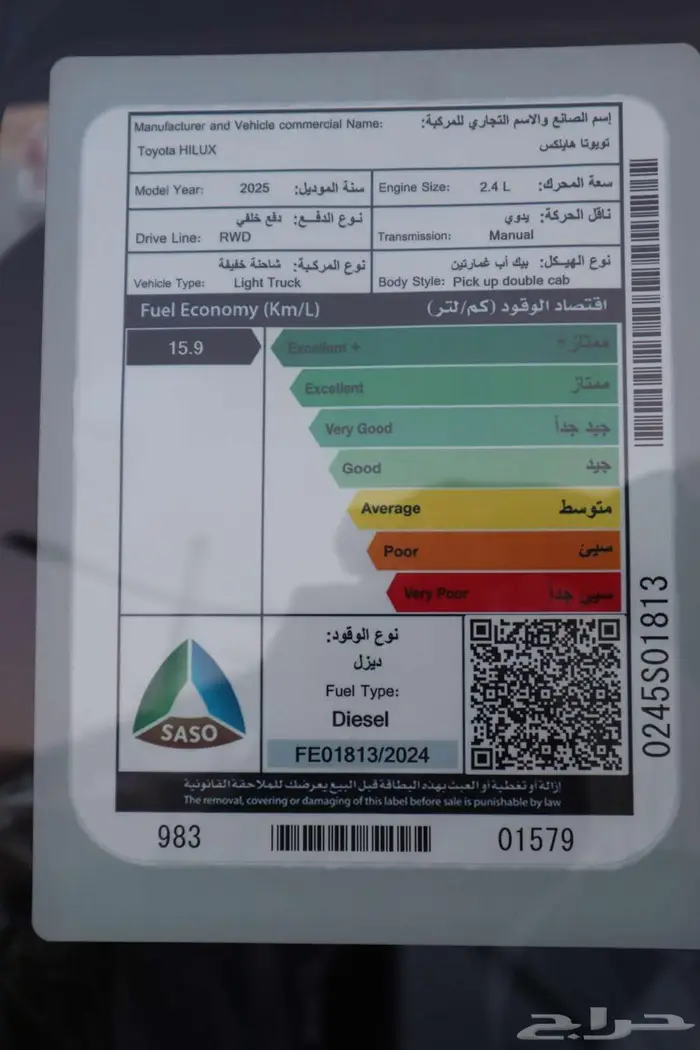 Manufacturer and Vehicle commercial Name: إسم الصانع والاسم التجاري للمركبة:
Toyota HILUX تويوتا هايلكس
Model Year: 2025 سنة الموديل:
Engine Size: 2.4 L سعة المحرك:
نوع الدفـــع: دفع خلفي
Drive Line: RWD
ناقل الحركة: يدوي
Transmission: Manual
نوع المركبة: شاحنة خفيفة
Vehicle Type: Light Truck
نوع الهيـكل: بيك أب غمارتين
Body Style: Pick up double cab
Fuel Economy (Km/L) اقتصاد الوقود (كم/لتر)
15.9
Excellent + ممتاز +
Excellent ممتاز
Very Good جيد جداً
Good جيد
Average متوسط
Poor سيئ
Very Poor سيئ جداً
SASO
نوع الوقود:
ديزل
Fuel Type:
Diesel
FE01813/2024
إزالة أو تغطية أو العبث بهذه البطاقة قبل البيع يعرضك للملاحقة القانونية
The removal, covering or damaging of this label before sale is punishable by law
983
01579
0245S01813
حراج